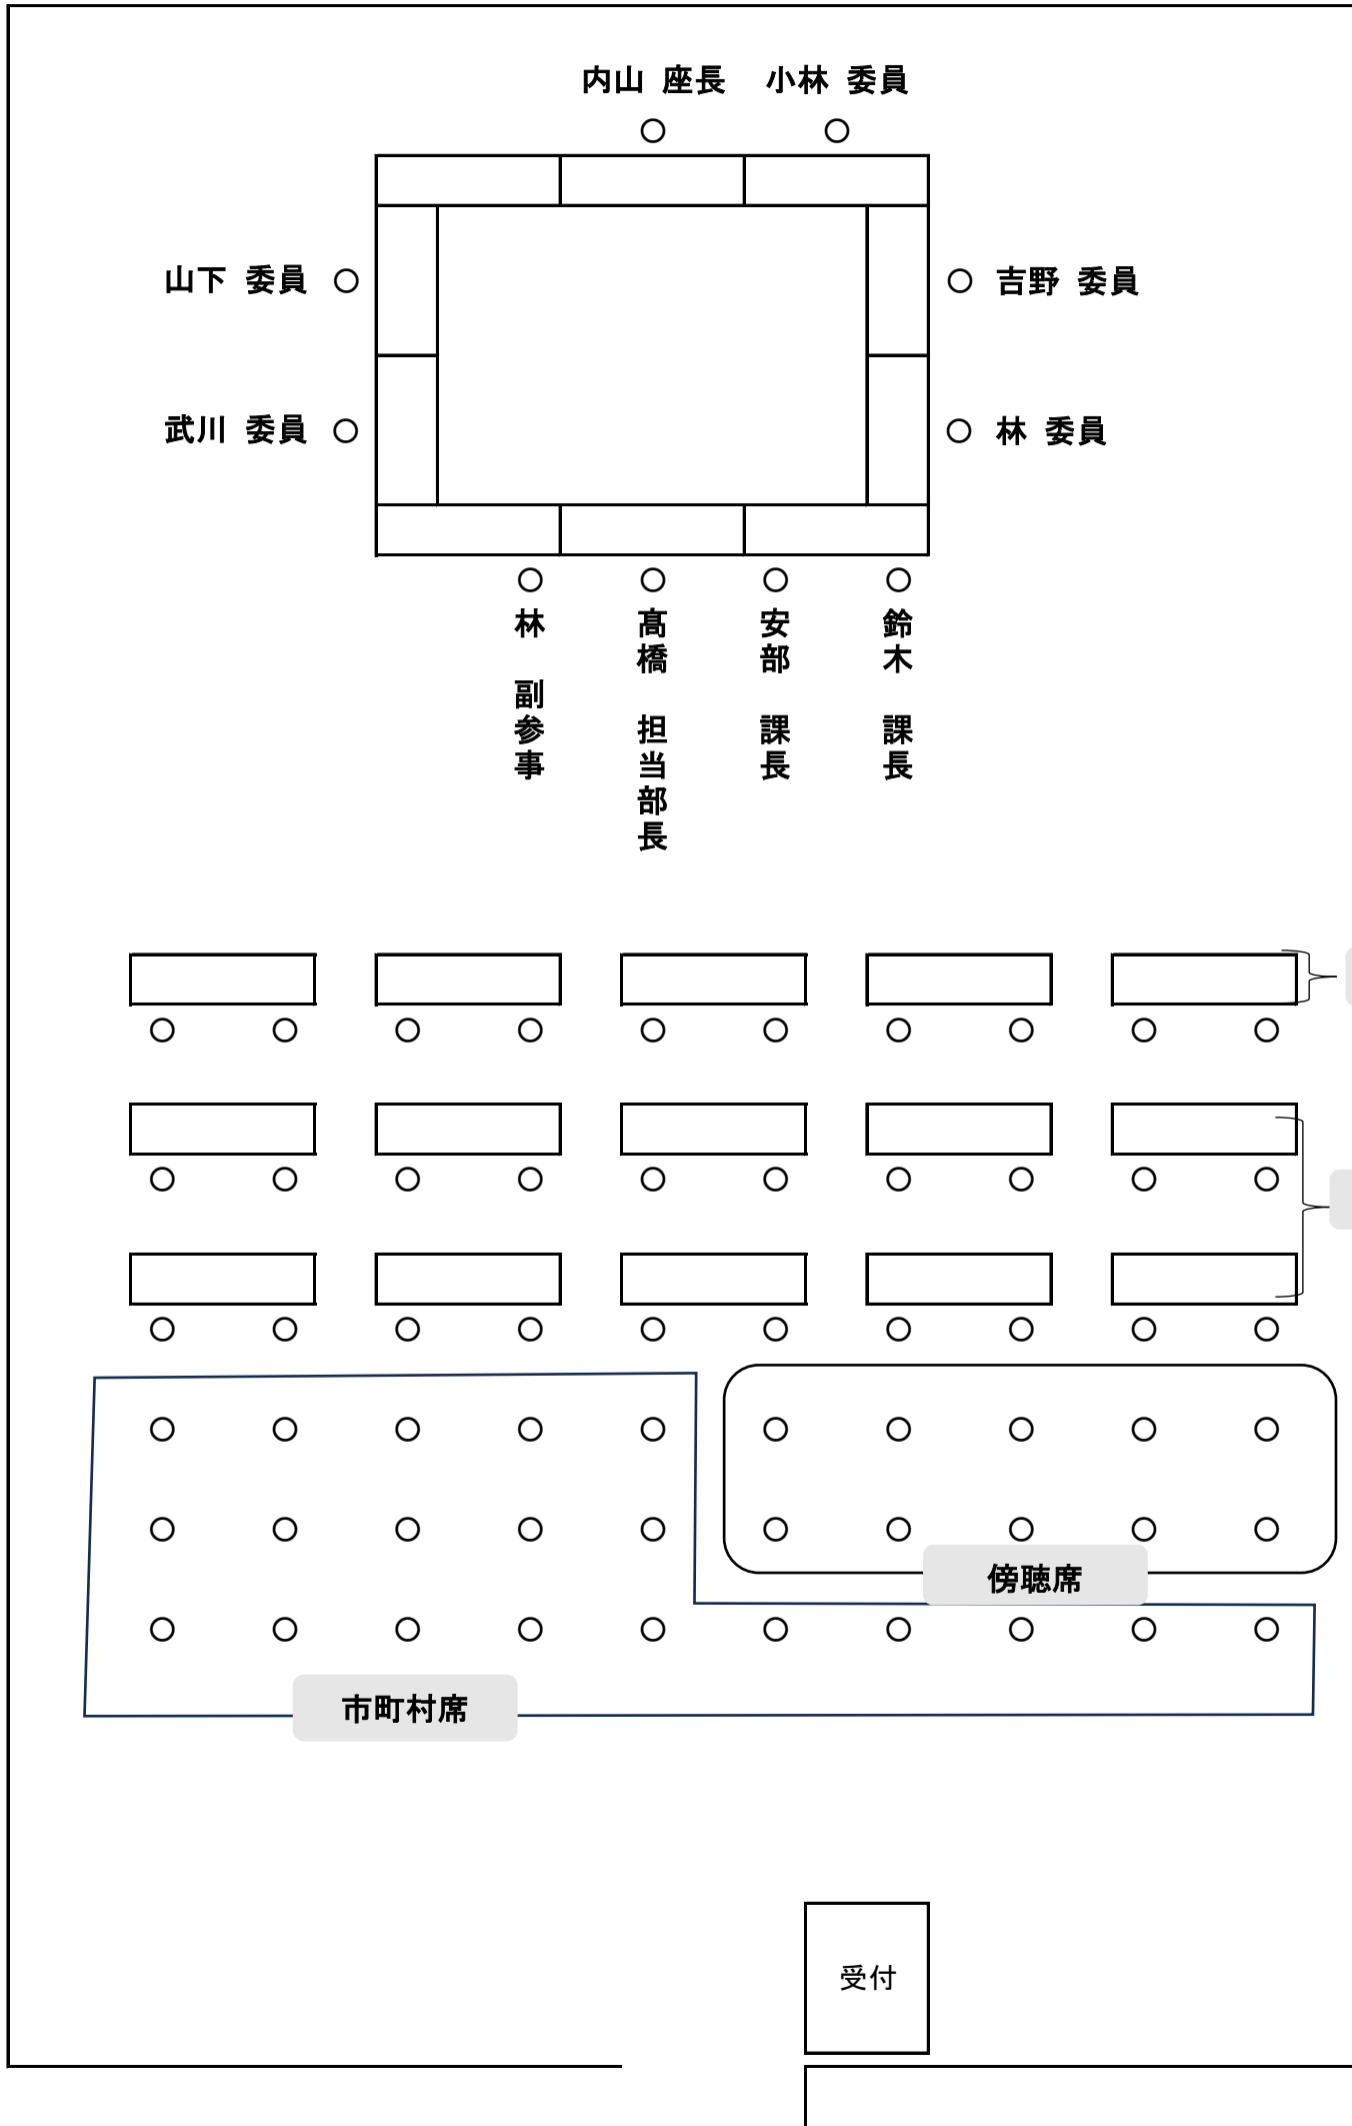 内山 座長 小林 委員
山下 委員
吉野 委員
武川 委員
林 委員
林 副参事
髙橋 担当部長
安部 課長
鈴木 課長
傍聴席
市町村席
受付